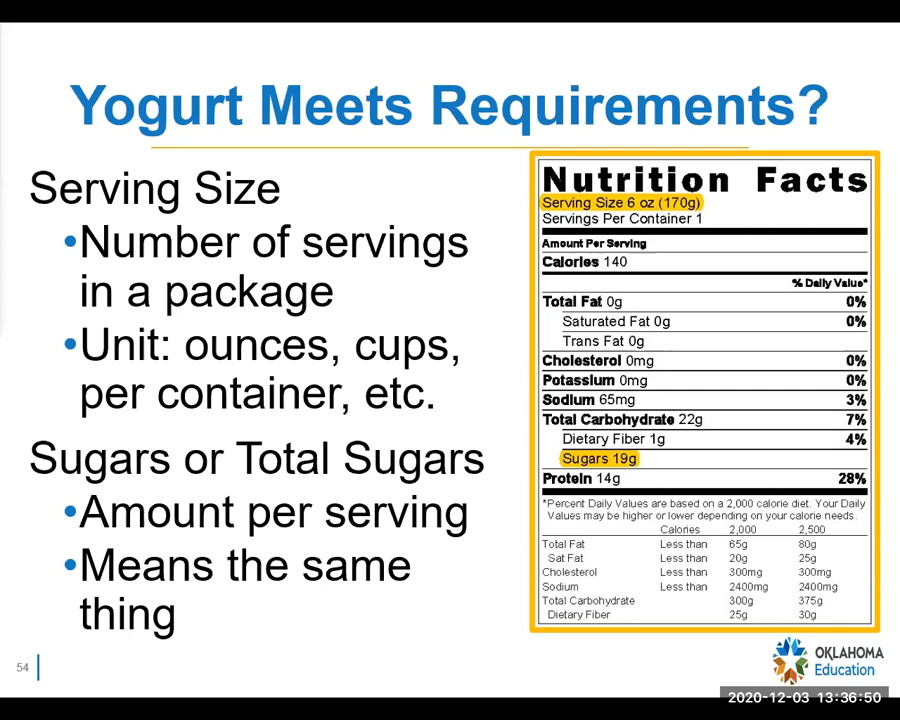 Yogurt Meets Requirements?
Serving Size
•Number of servings
in a package
•Unit: ounces, cups,
per container, etc.
Sugars or Total Sugars
•Amount per serving
•Means the same
thing
Nutrition Facts
Serving Size 6 oz (170g)
Servings Per Container 1
Amount Per Serving
Calories 140
% Daily Value*
Total Fat 0g 0%
Saturated Fat 0g 0%
Trans Fat 0g
Cholesterol 0mg 0%
Potassium 0mg 0%
Sodium 65mg 3%
Total Carbohydrate 22g 7%
Dietary Fiber 1g 4%
Sugars 19g
Protein 14g 28%
*Percent Daily Values are based on a 2,000 calorie diet. Your Daily
Values may be higher or lower depending on your calorie needs.
Calories 2,000 2,500
Total Fat Less than 65g 80g
Sat Fat Less than 20g 25g
Cholesterol Less than 300mg 300mg
Sodium Less than 2400mg 2400mg
Total Carbohydrate 300g 375g
Dietary Fiber 25g 30g
54
OKLAHOMA
Education
2020-12-03 13:36:50